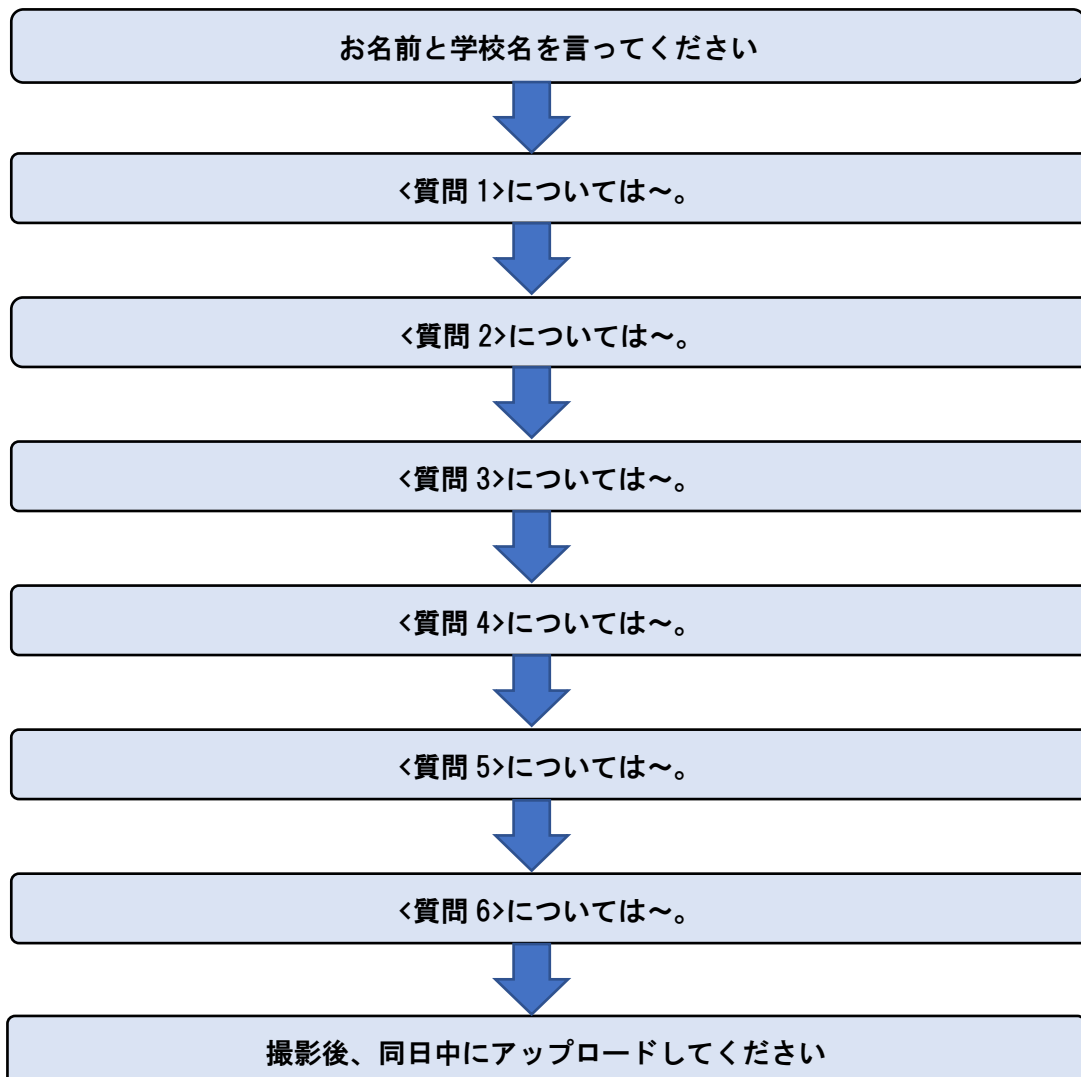 お名前と学校名を言ってください
<質問 1>については～。
<質問 2>については～。
<質問 3>については～。
<質問 4>については～。
<質問 5>については～。
<質問 6>については～。
撮影後、同日中にアップロードしてください